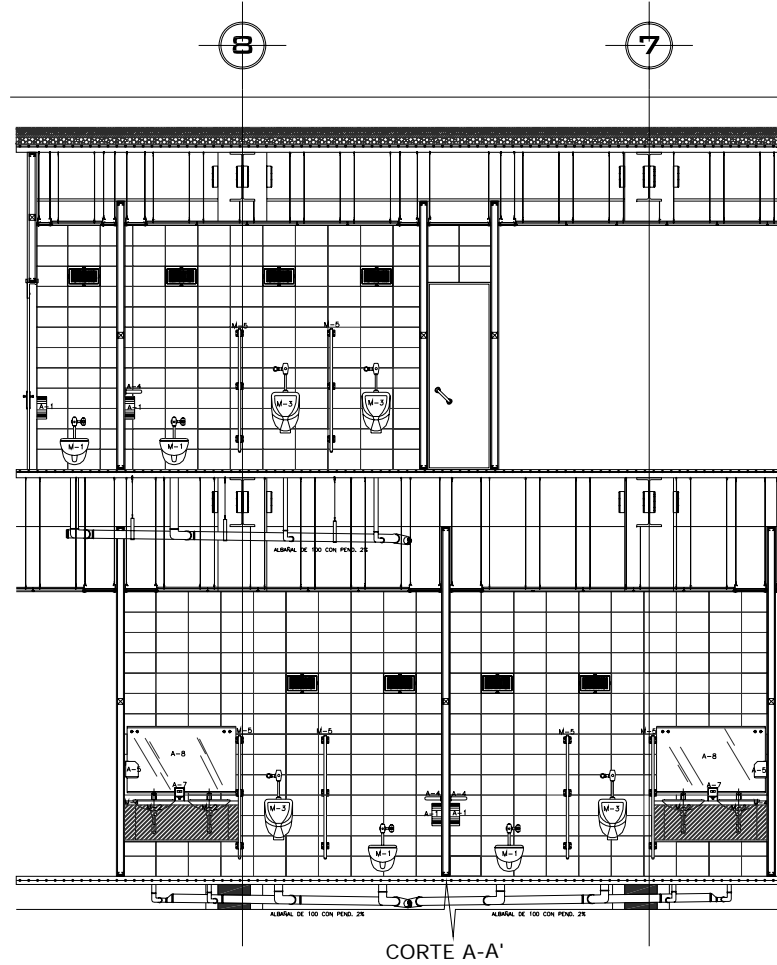 8 7
M-5 M-5
A-4
A-1 A-1 M-3 M-3
M-1 M-1
ALBAÑAL DE 100 CON PEND. 2%
M-5 M-5 M-5 M-5
A-8 A-8
A-5 A-5
A-7 A-7
A-4 A-4
M-3 A-1 A-1 M-3
M-1 M-1
ALBAÑAL DE 100 CON PEND. 2% ALBAÑAL DE 100 CON PEND. 2%
CORTE A-A'